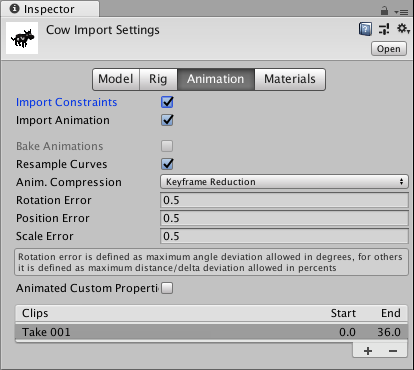 Inspector
Cow Import Settings
Open
Model Rig Animation Materials
Import Constraints
Import Animation
Bake Animations
Resample Curves
Anim. Compression Keyframe Reduction
Rotation Error 0.5
Position Error 0.5
Scale Error 0.5
Rotation error is defined as maximum angle deviation allowed in degrees, for others
it is defined as maximum distance/delta deviation allowed in percents
Animated Custom Properti
Clips Start End
Take 001 0.0 36.0